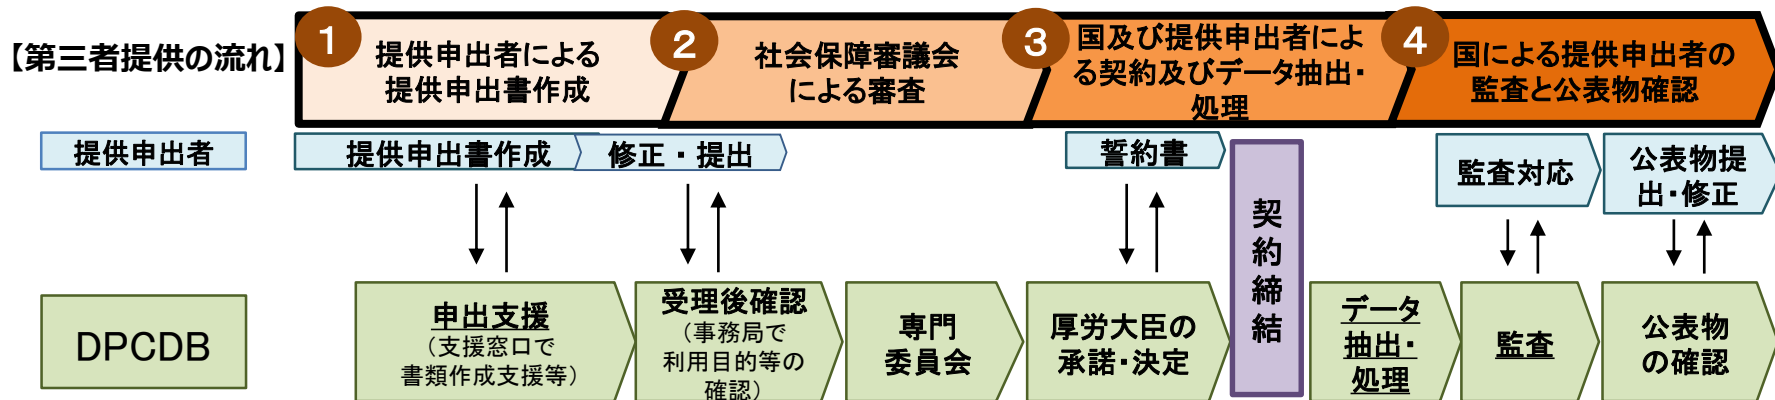 【第三者提供の流れ】
1
提供申出者による
提供申出書作成
2
社会保障審議会
による審査
3
国及び提供申出者によ
る契約及びデータ抽出・
処理
4
国による提供申出者の
監査と公表物確認
提供申出者
提供申出書作成
修正・提出
誓約書
監査対応
公表物提
出・修正
契
約
締
結
DPCDB
申出支援
（支援窓口で
書類作成支援等）
受理後確認
（事務局で
利用目的等の
確認）
専門
委員会
厚労大臣の
承諾・決定
データ
抽出・
処理
監査
公表物
の確認